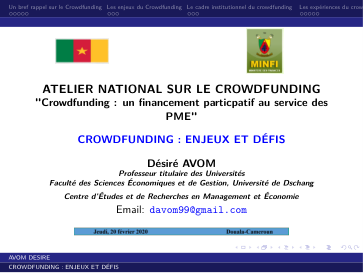 Un bref rappel sur le Crowdfunding Les enjeux du Crowdfunding Le cadre institutionnel du crowdfunding Les expériences du crow
MINFI
ATELIER NATIONAL SUR LE CROWDFUNDING
"Crowdfunding : un financement particpatif au service des
PME"
CROWDFUNDING : ENJEUX ET DÉFIS
Désiré AVOM
Professeur titulaire des Universités
Faculté des Sciences Économiques et de Gestion, Université de Dschang
Centre d'Études et de Recherches en Management et Économie
Email: davom99@gmail.com
Jeudi, 20 février 2020 Douala-Cameroun
AVOM DESIRE
CROWDFUNDING : ENJEUX ET DÉFIS